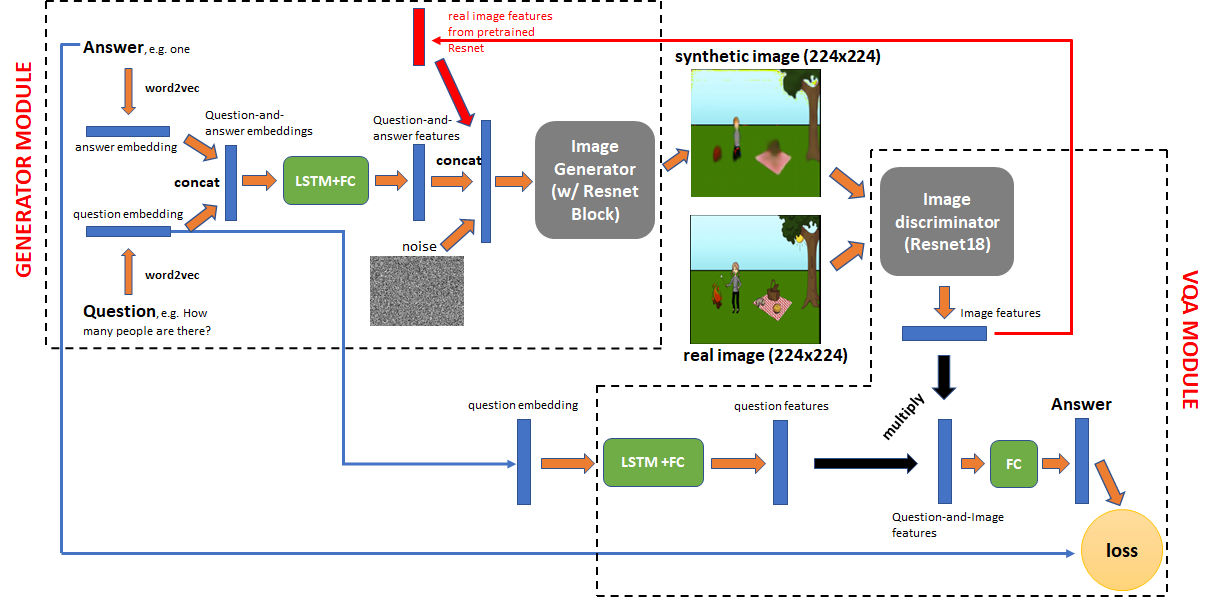 GENERATOR MODULE
real image features
from pretrained
Resnet
Answer, e.g. one
word2vec
answer embedding
Question-and-
answer embeddings
concat
question embedding
word2vec
Question, e.g. How
many people are there?
LSTM+FC
Question-and-
answer features
concat
noise
Image
Generator
(w/ Resnet
Block)
synthetic image (224x224)
real image (224x224)
Image
discriminator
(Resnet18)
Image features
VQA MODULE
question embedding
LSTM +FC
question features
multiply
Question-and-Image
features
FC
Answer
loss